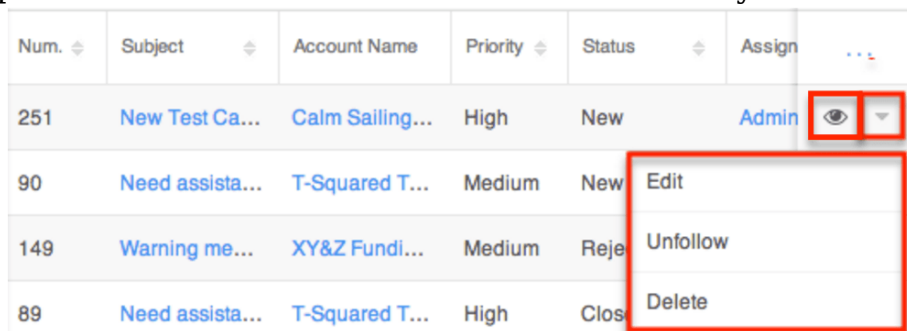 Num. Subject Account Name Priority Status Assign ...
251 New Test Ca... Calm Sailing... High New Admin
90 Need assista... T-Squared T... Medium New Edit
149 Warning me... XY&Z Fundi... Medium Reje Unfollow
89 Need assista... T-Squared T... High Close Delete